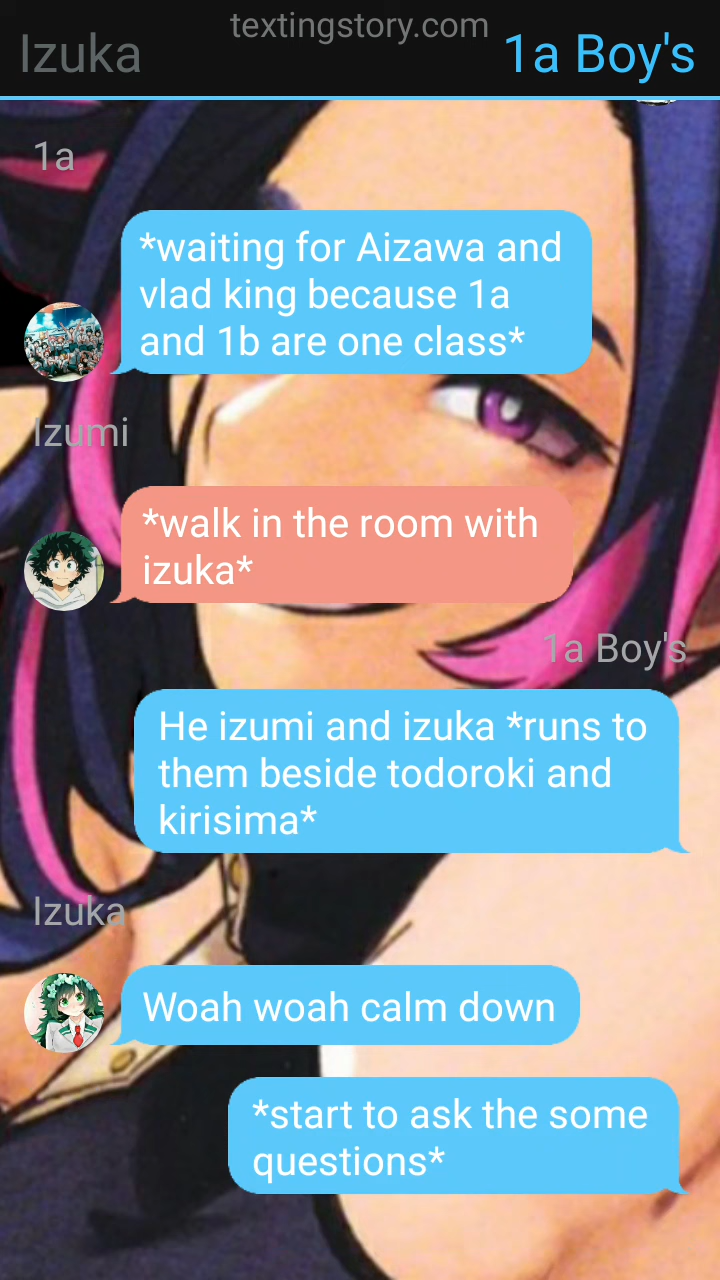 textingstory.com
Izuka
1a Boy's
1a
*waiting for Aizawa and
vlad king because 1a
and 1b are one class*
Izumi
*walk in the room with
izuka*
1a Boy's
He izumi and izuka *runs to
them beside todoroki and
kirisima*
Izuka
Woah woah calm down
*start to ask the some
questions*